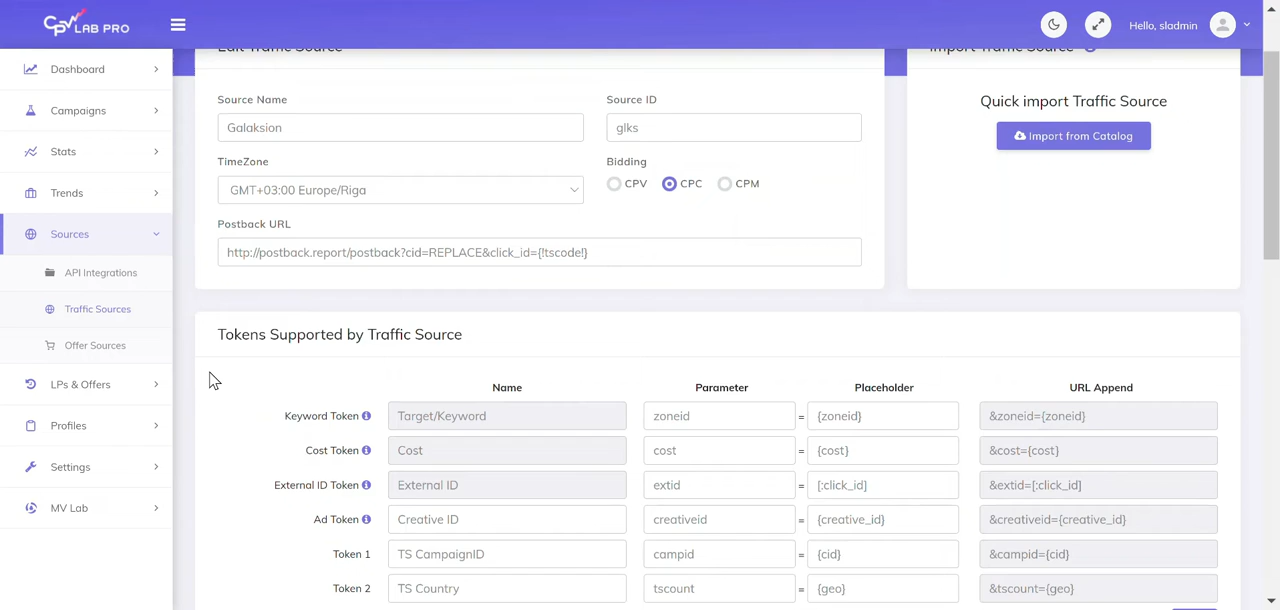 CPV LAB PRO
Hello, sladmin
Dashboard
Campaigns
Stats
Trends
Sources
API Integrations
Traffic Sources
Offer Sources
LPs & Offers
Profiles
Settings
MV Lab
Edit Traffic Source
Source Name
Source ID
Galaksion
glks
TimeZone
Bidding
GMT+03:00 Europe/Riga
CPV
CPC
CPM
Postback URL
http://postback.report/postback?cid=REPLACE&click_id={!tscode!}
Import Traffic Source
Quick import Traffic Source
Import from Catalog
Tokens Supported by Traffic Source
Name Parameter Placeholder URL Append
Keyword Token Target/Keyword zoneid = {zoneid} &zoneid={zoneid}
Cost Token Cost cost = {cost} &cost={cost}
External ID Token External ID extid = [:click_id] &extid=[:click_id]
Ad Token Creative ID creativeid = {creative_id} &creativeid={creative_id}
Token 1 TS CampaignID campid = {cid} &campid={cid}
Token 2 TS Country tscount = {geo} &tscount={geo}